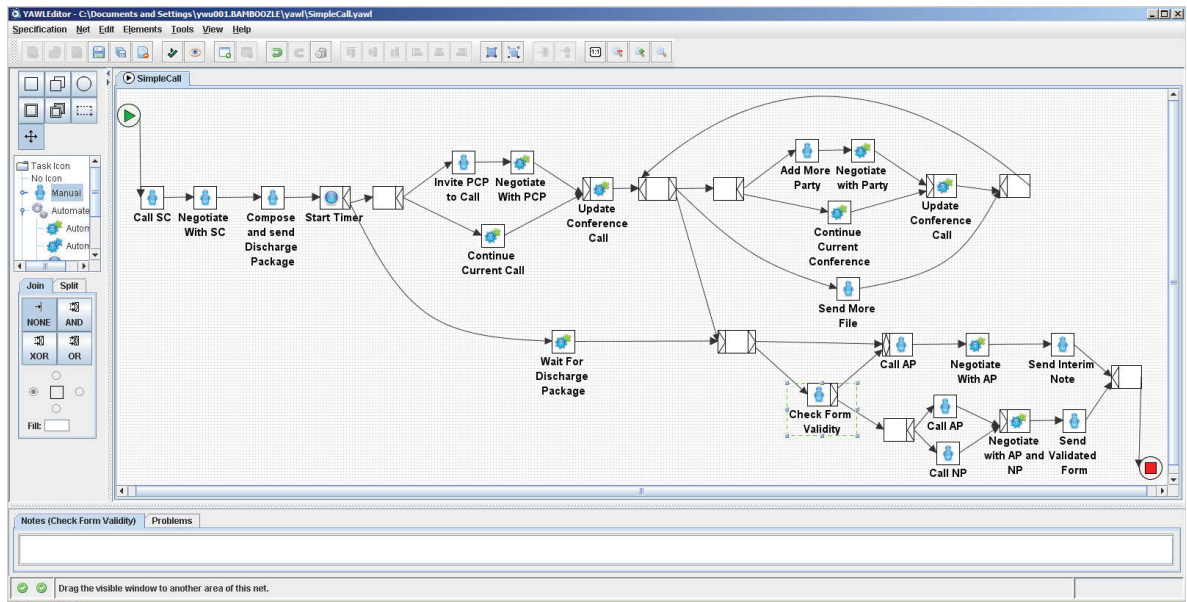 YAWLEditor - C:\Documents and Settings\ywu001.BAMBOOZLE\yawl\SimpleCall.yawl
Specification Net Edit Elements Tools View Help
SimpleCall
Task Icon
No Icon
Manual
Automate
Autom
Autom
Join Split
NONE AND
XOR OR
Fill:
Call SC
Negotiate
With SC
Compose
and send
Discharge
Package
Start Timer
Invite PCP
to Call
Negotiate
With PCP
Continue
Current Call
Update
Conference
Call
Add More
Party
Negotiate
with Party
Continue
Current
Conference
Update
Conference
Call
Send More
File
Wait For
Discharge
Package
Call AP
Negotiate
With AP
Send Interim
Note
Check Form
Validity
Call AP
Call NP
Negotiate
with AP and
NP
Send
Validated
Form
Notes (Check Form Validity) Problems
Drag the visible window to another area of this net.